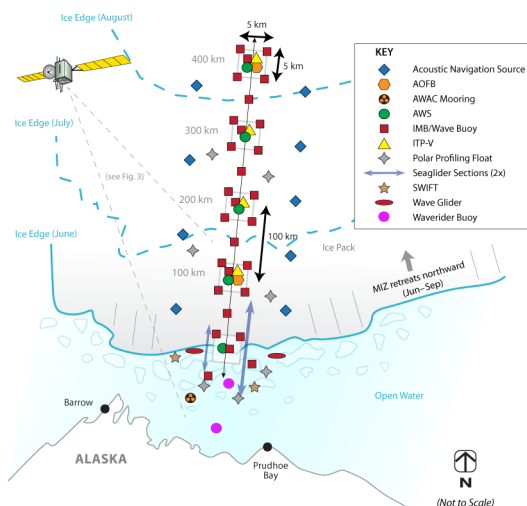 Ice Edge (August)
5 km
400 km
5 km
KEY
Acoustic Navigation Source
AOFB
AWAC Mooring
AWS
IMB/Wave Buoy
ITP-V
Polar Profiling Float
Seaglider Sections (2x)
SWIFT
Wave Glider
Waverider Buoy
Ice Edge (July)
300 km
(see Fig. 3)
200 km
Ice Edge (June)
100 km
Ice Pack
100 km
MIZ retreats northward
(Jun–Sep)
Open Water
Barrow
ALASKA
Prudhoe
Bay
N
(Not to Scale)